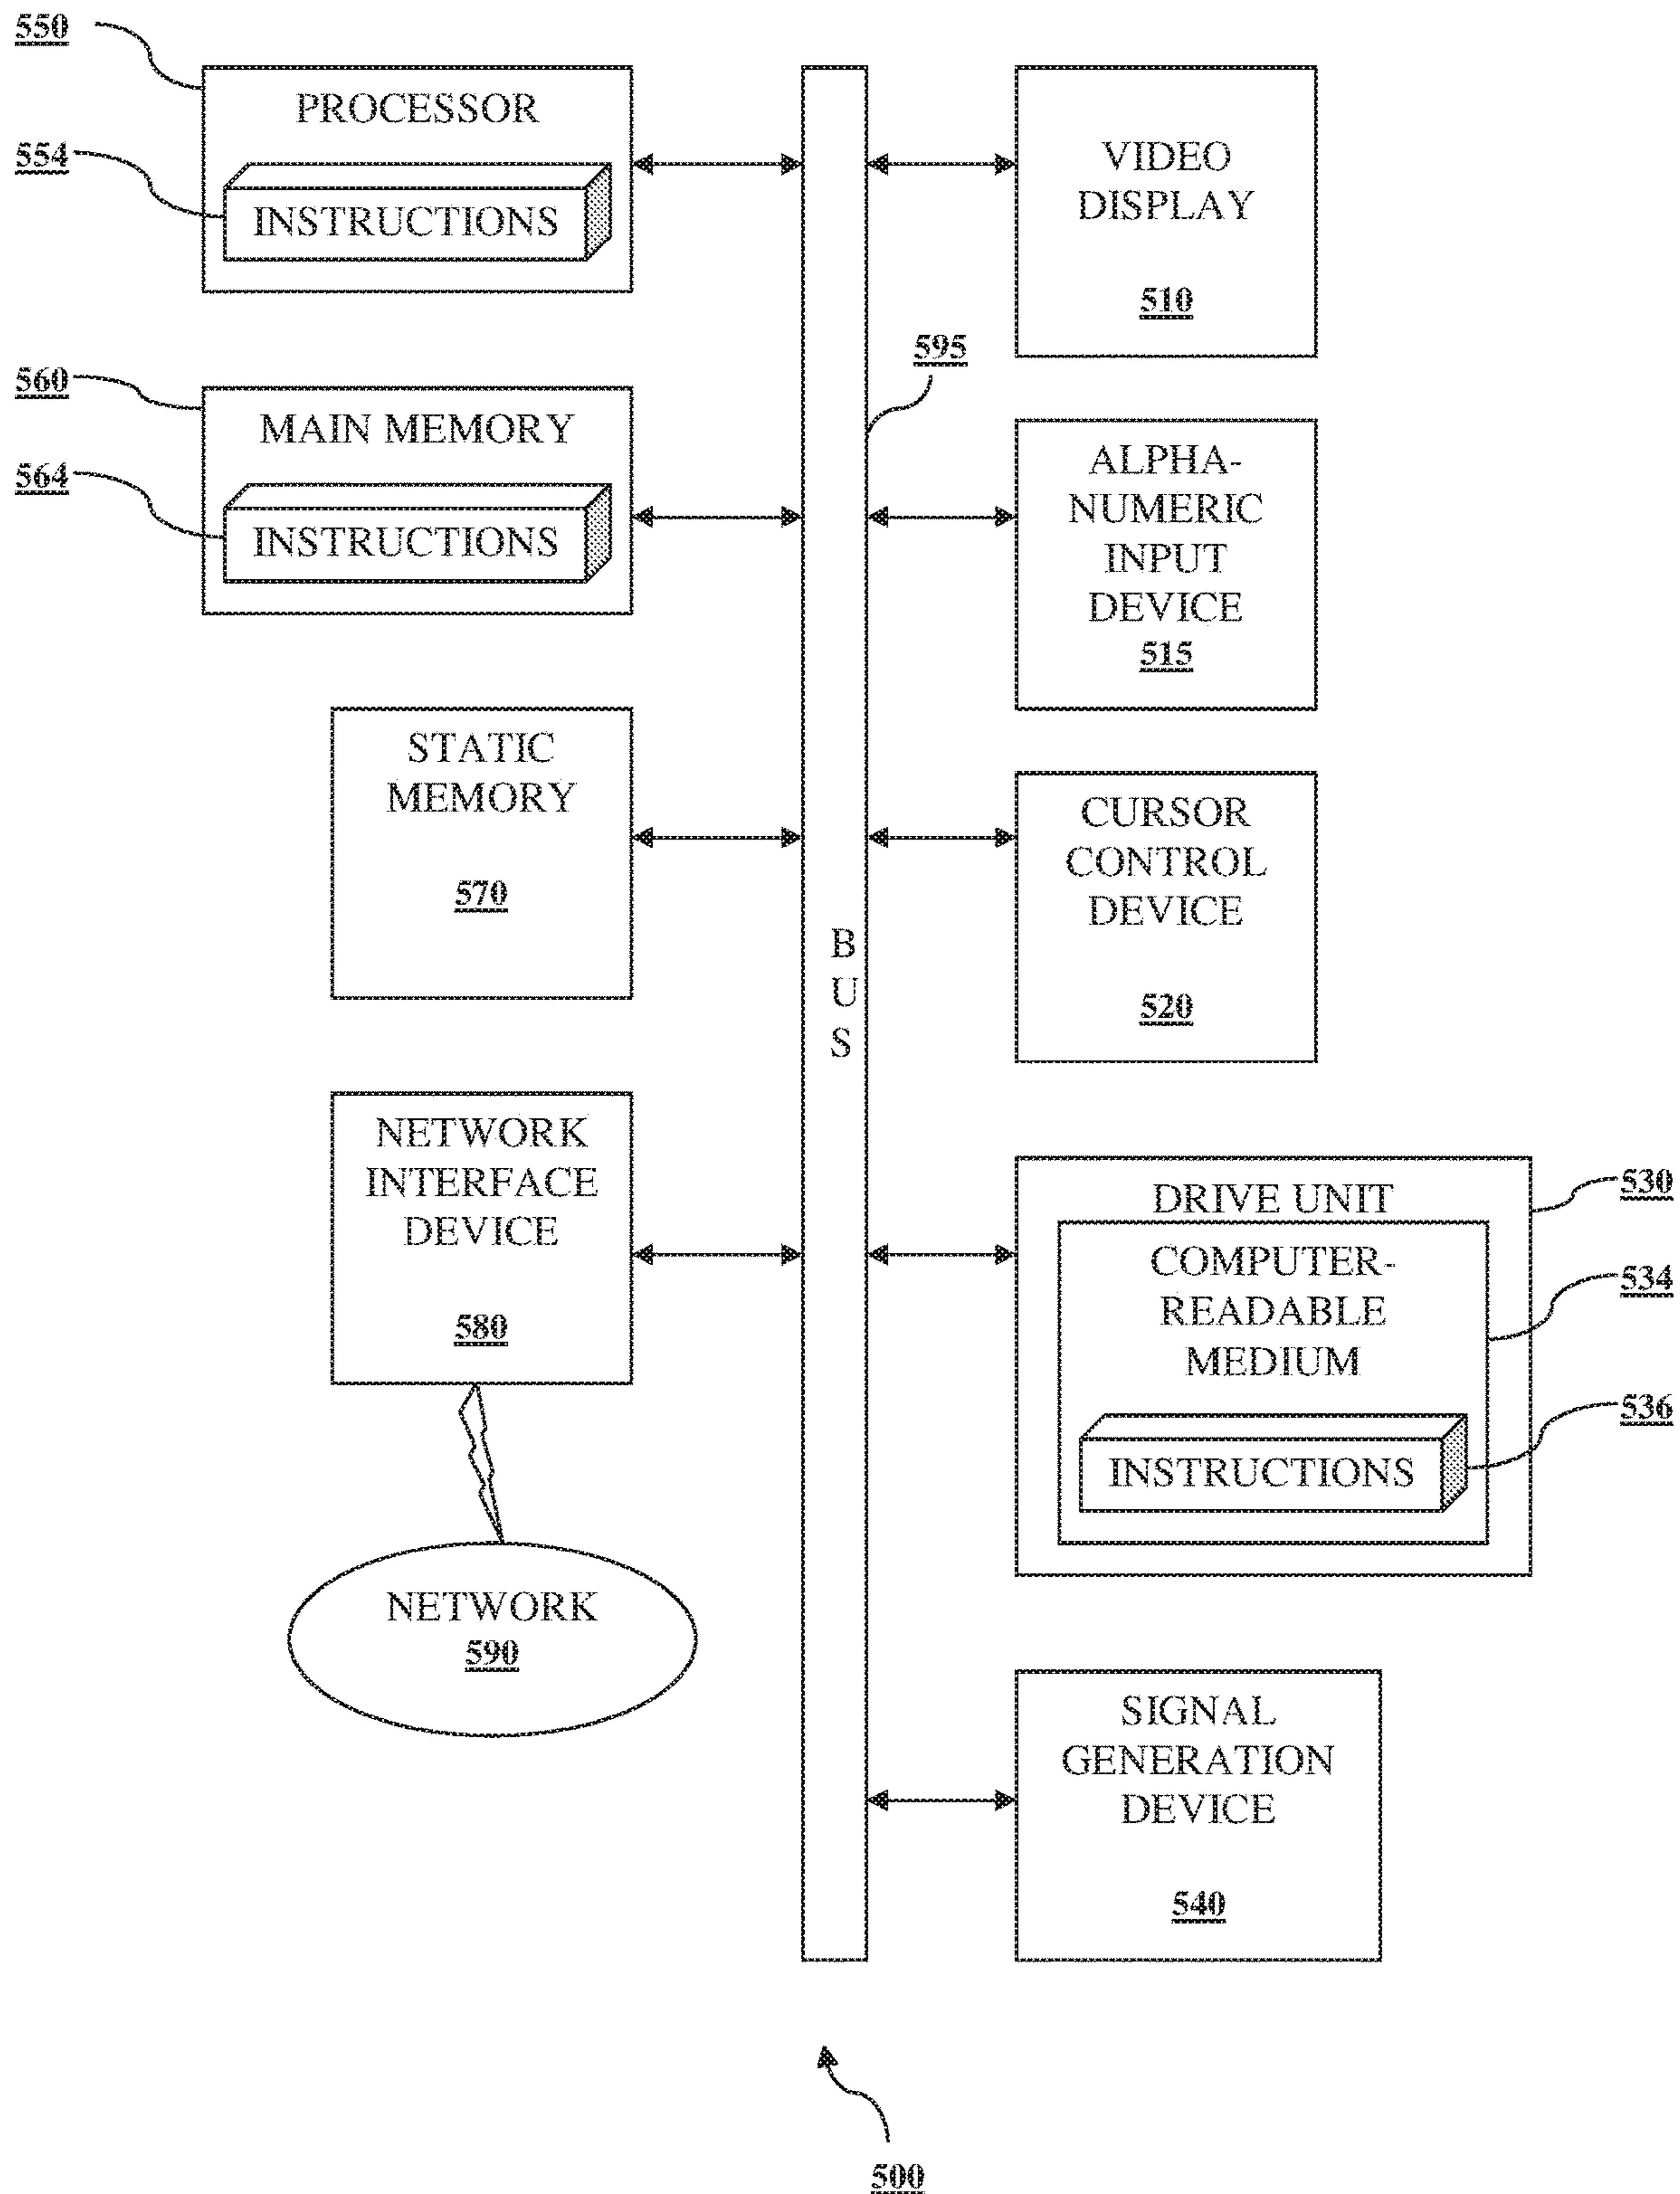 550
PROCESSOR
554
INSTRUCTIONS
560
MAIN MEMORY
564
INSTRUCTIONS
STATIC
MEMORY
570
NETWORK
INTERFACE
DEVICE
580
NETWORK
590
B
U
S
595
VIDEO
DISPLAY
510
ALPHA-
NUMERIC
INPUT
DEVICE
515
CURSOR
CONTROL
DEVICE
520
DRIVE UNIT
530
COMPUTER-
READABLE
MEDIUM
534
INSTRUCTIONS
536
SIGNAL
GENERATION
DEVICE
540
500